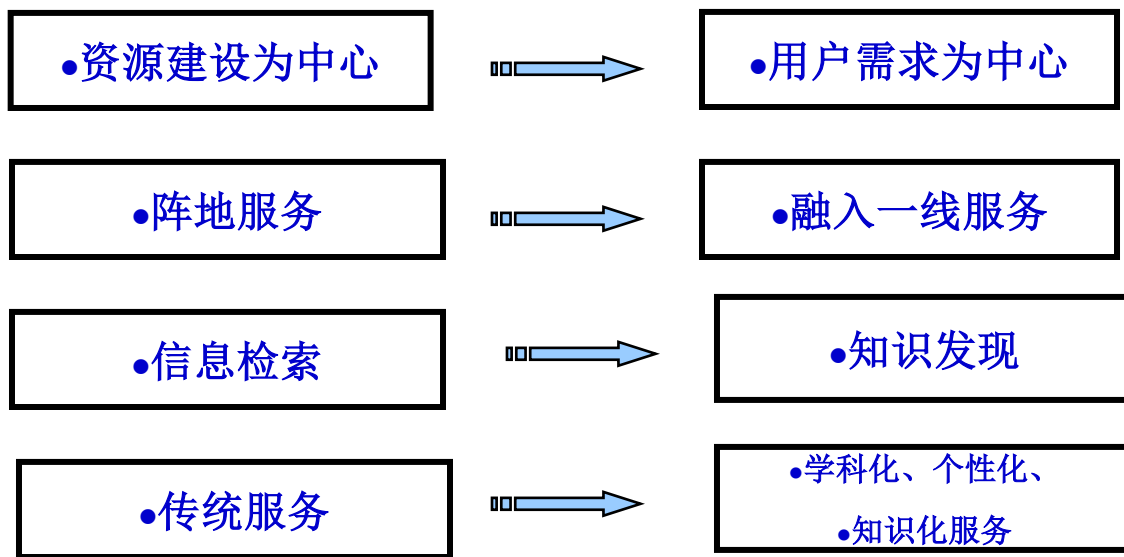 •资源建设为中心
•用户需求为中心
•阵地服务
•融入一线服务
•信息检索
•知识发现
•传统服务
•学科化、个性化、
•知识化服务